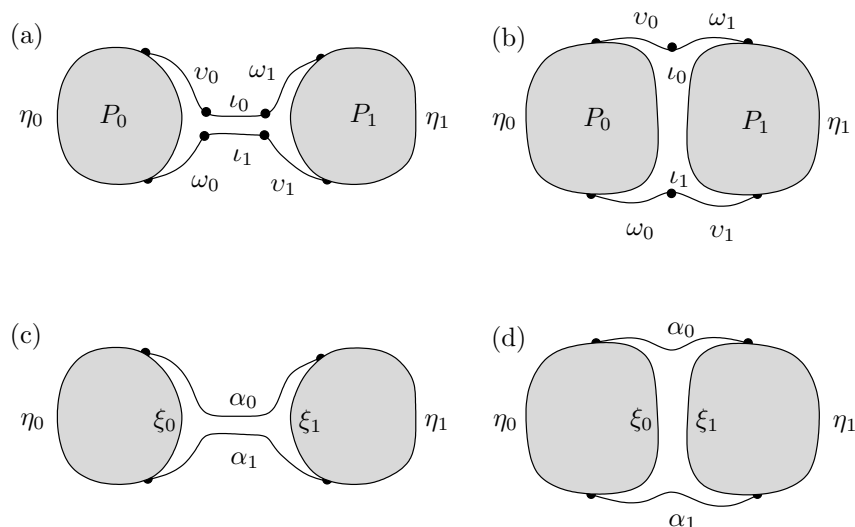 (a)
υ₀ ω₁
ι₀
η₀ P₀ P₁ η₁
ι₁
ω₀ υ₁
(b)
υ₀ ω₁
ι₀
η₀ P₀ P₁ η₁
ι₁
ω₀ υ₁
(c)
α₀
η₀ ξ₀ ξ₁ η₁
α₁
(d)
α₀
η₀ ξ₀ ξ₁ η₁
α₁